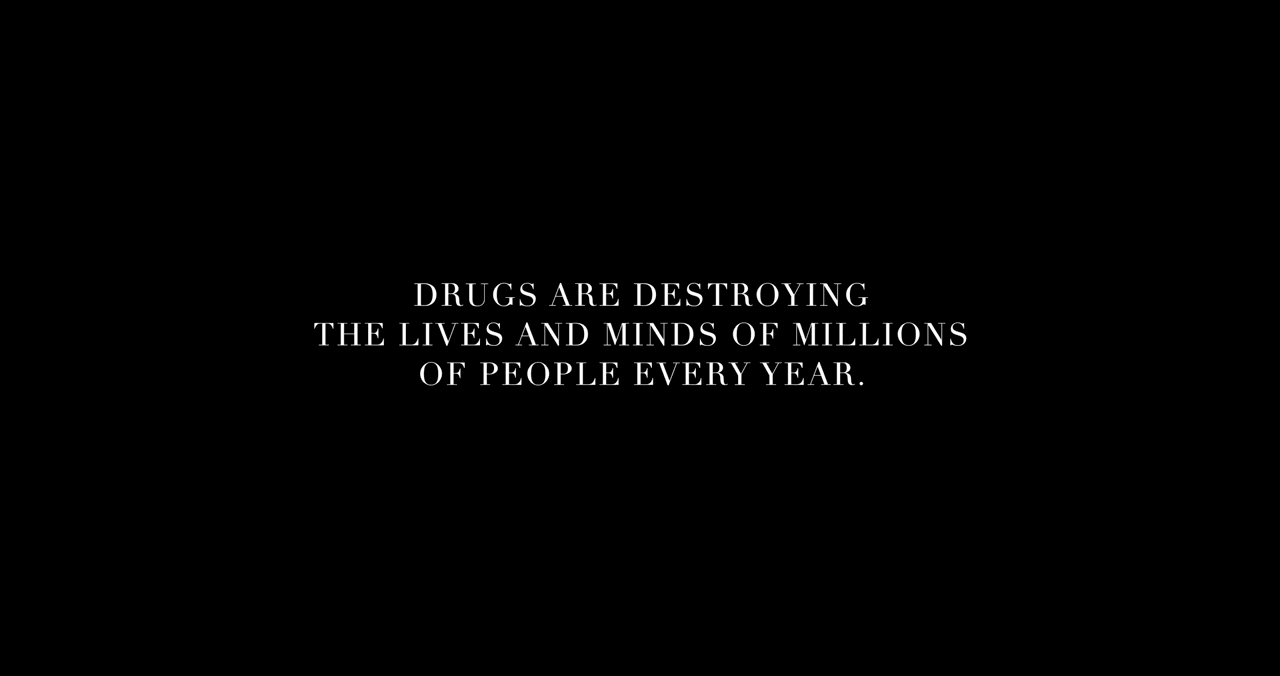 DRUGS ARE DESTROYING
THE LIVES AND MINDS OF MILLIONS
OF PEOPLE EVERY YEAR.